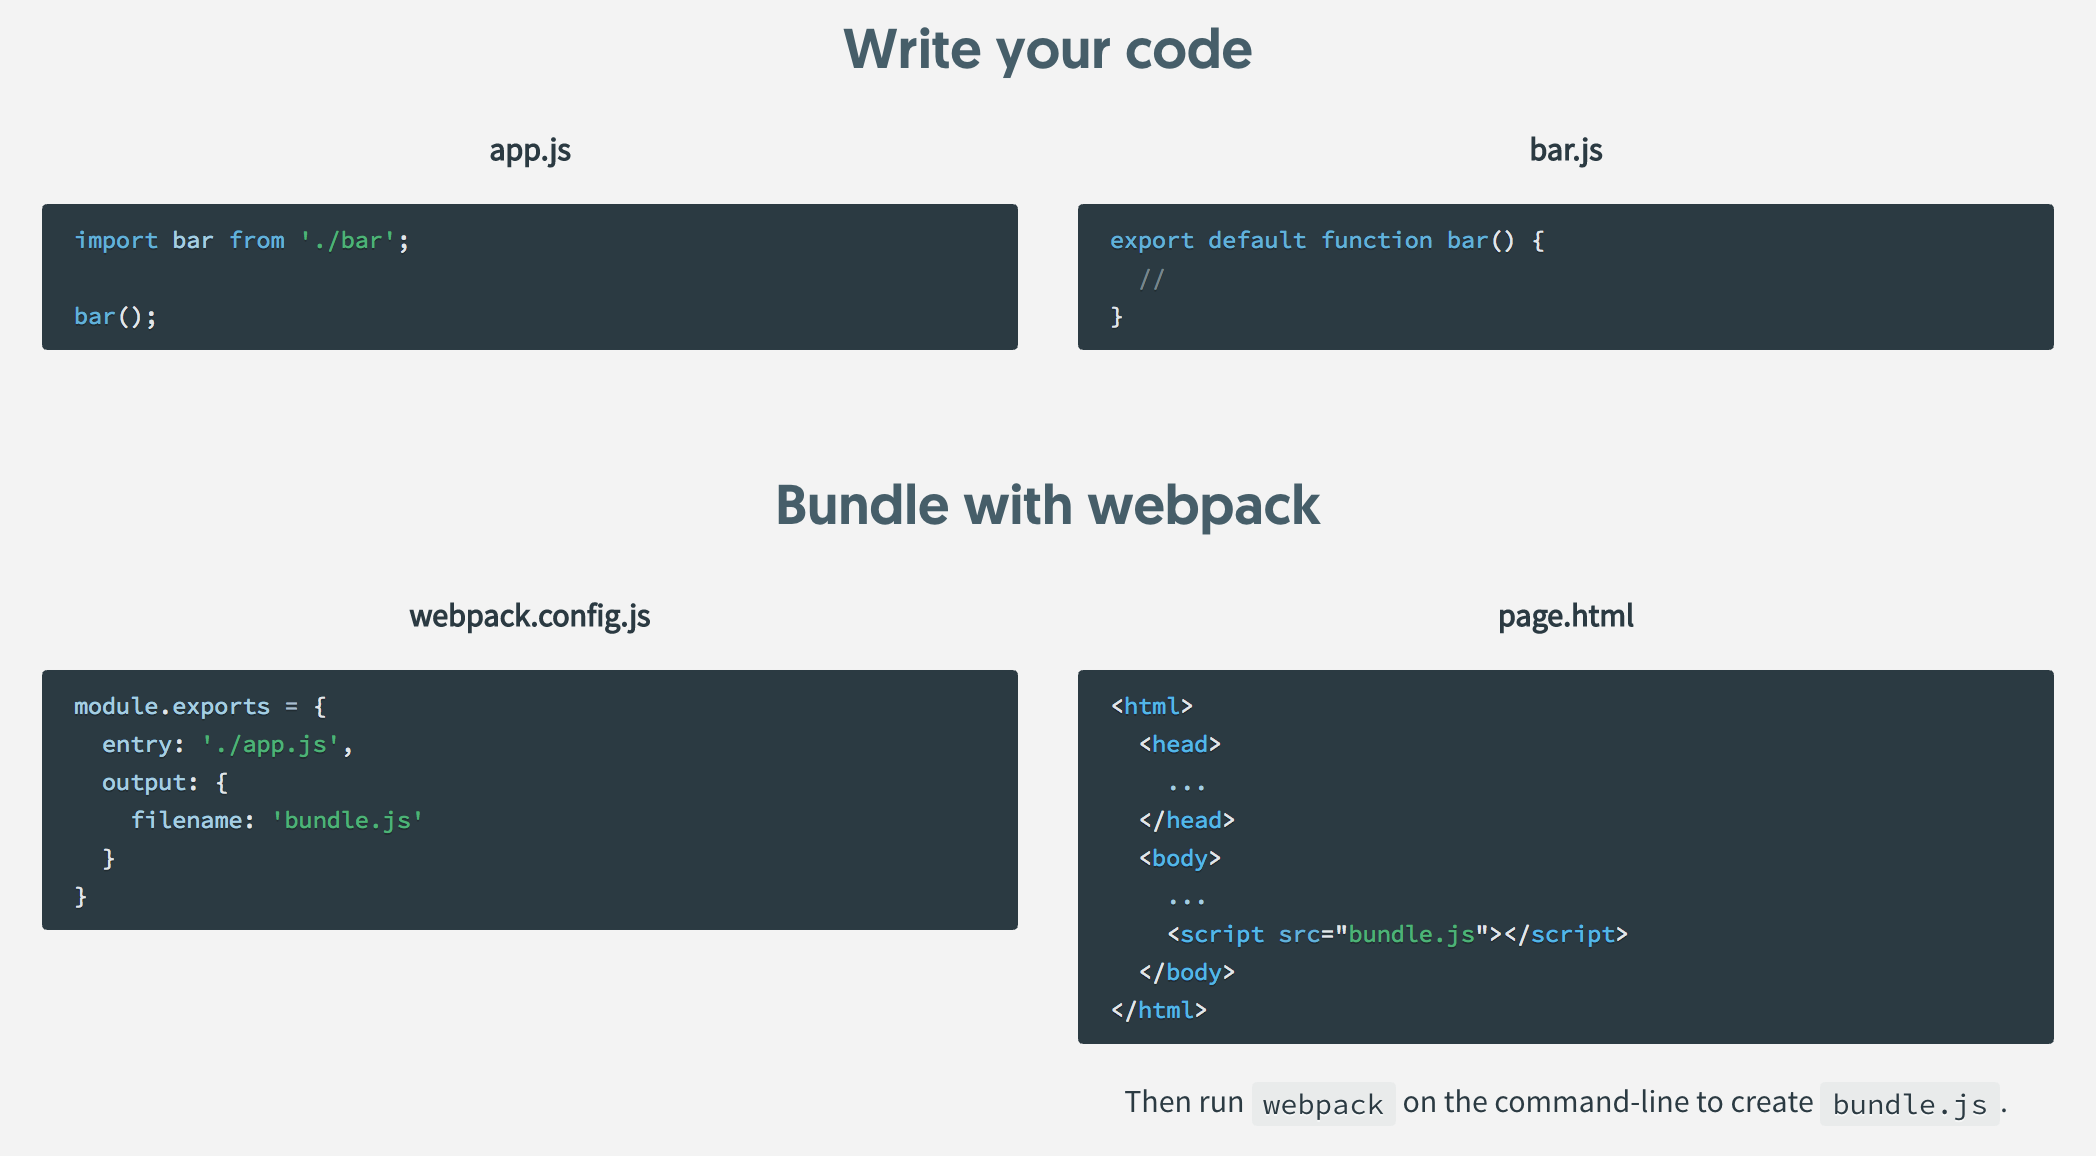 Write your code
app.js
import bar from './bar';

bar();
bar.js
export default function bar() {
  //
}
Bundle with webpack
webpack.config.js
module.exports = {
  entry: './app.js',
  output: {
    filename: 'bundle.js'
  }
}
page.html
<html>
  <head>
    ...
  </head>
  <body>
    ...
    <script src="bundle.js"></script>
  </body>
</html>
Then run webpack on the command-line to create bundle.js.